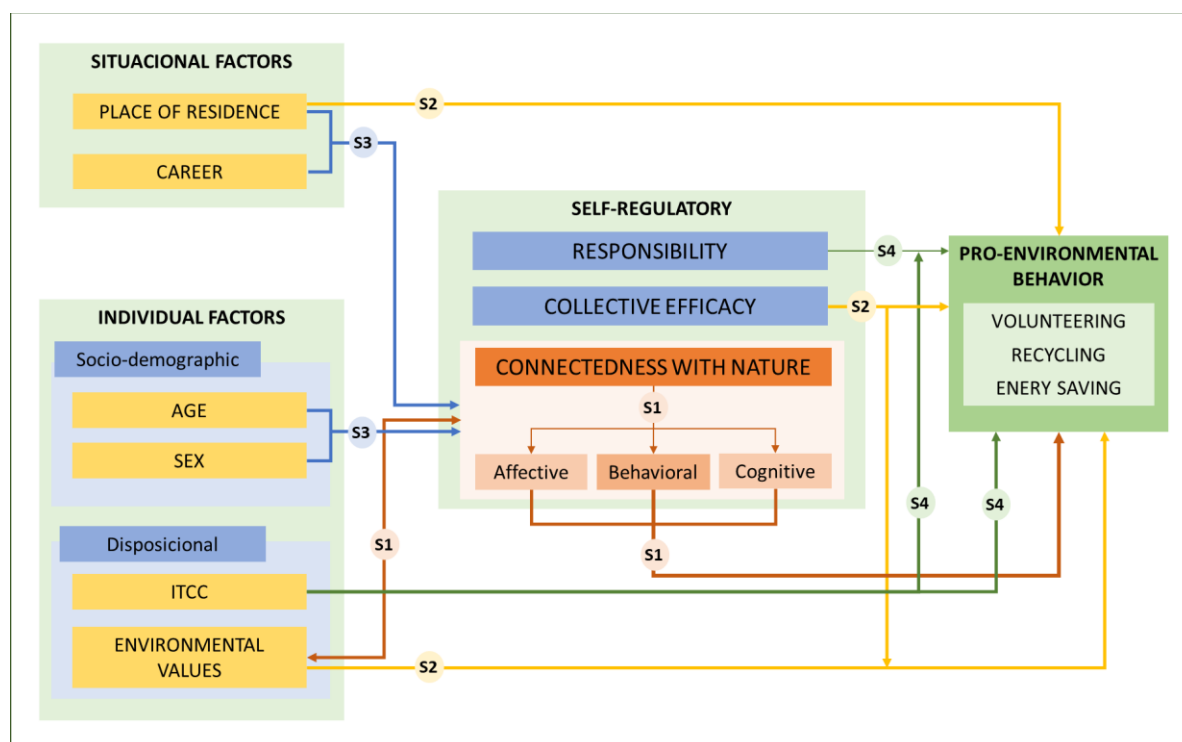 SITUACIONAL FACTORS
PLACE OF RESIDENCE
S2
S3
CAREER
SELF-REGULATORY
RESPONSIBILITY
S4
COLLECTIVE EFFICACY
S2
CONNECTEDNESS WITH NATURE
S1
Affective
Behavioral
Cognitive
S1
PRO-ENVIRONMENTAL
BEHAVIOR
VOLUNTEERING
RECYCLING
ENERY SAVING
S4
S4
INDIVIDUAL FACTORS
Socio-demographic
AGE
S3
SEX
Disposicional
S1
ITCC
ENVIRONMENTAL
VALUES
S2